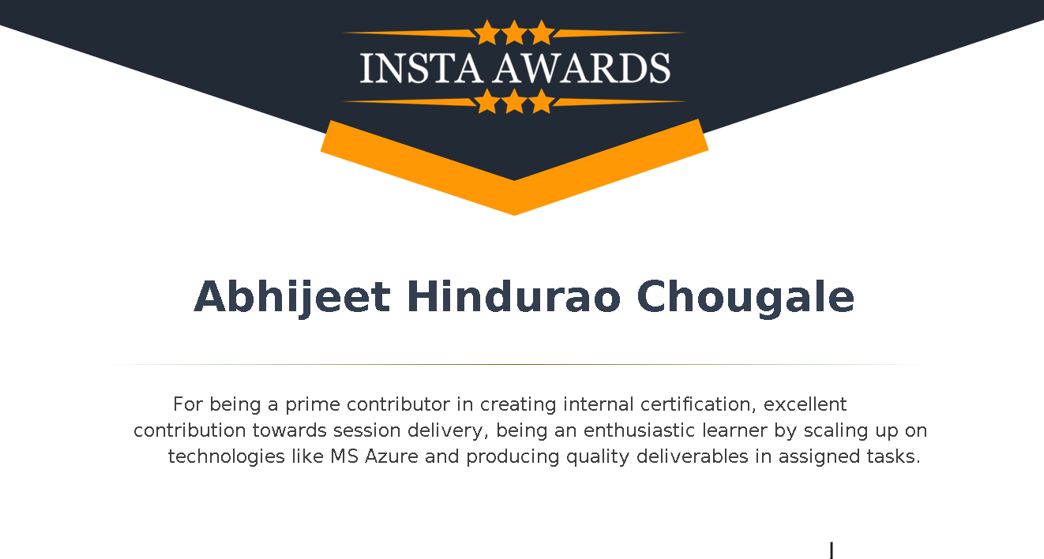 INSTA AWARDS
Abhijeet Hindurao Chougale
For being a prime contributor in creating internal certification, excellent
contribution towards session delivery, being an enthusiastic learner by scaling up on
technologies like MS Azure and producing quality deliverables in assigned tasks.